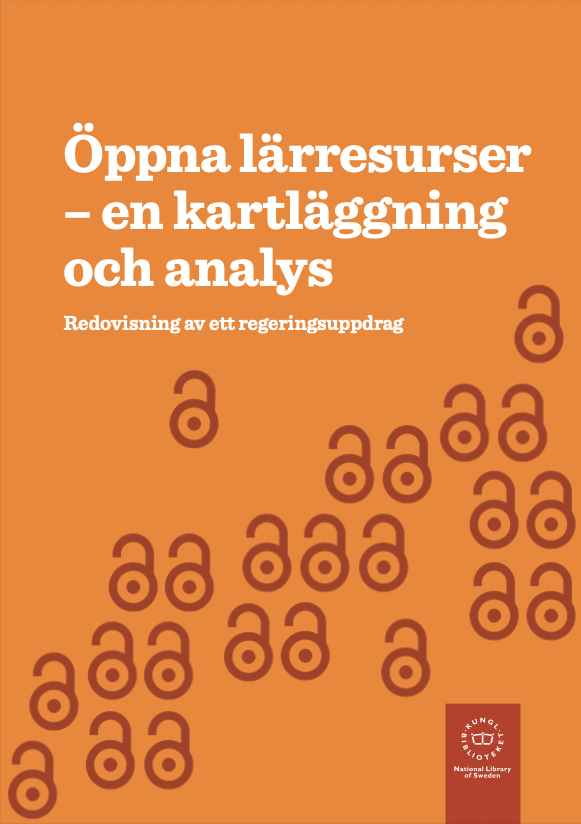 Öppna lärresurser
– en kartläggning
och analys
Redovisning av ett regeringsuppdrag
KUNGL.
BIBLIOTEKET
National Library
of Sweden